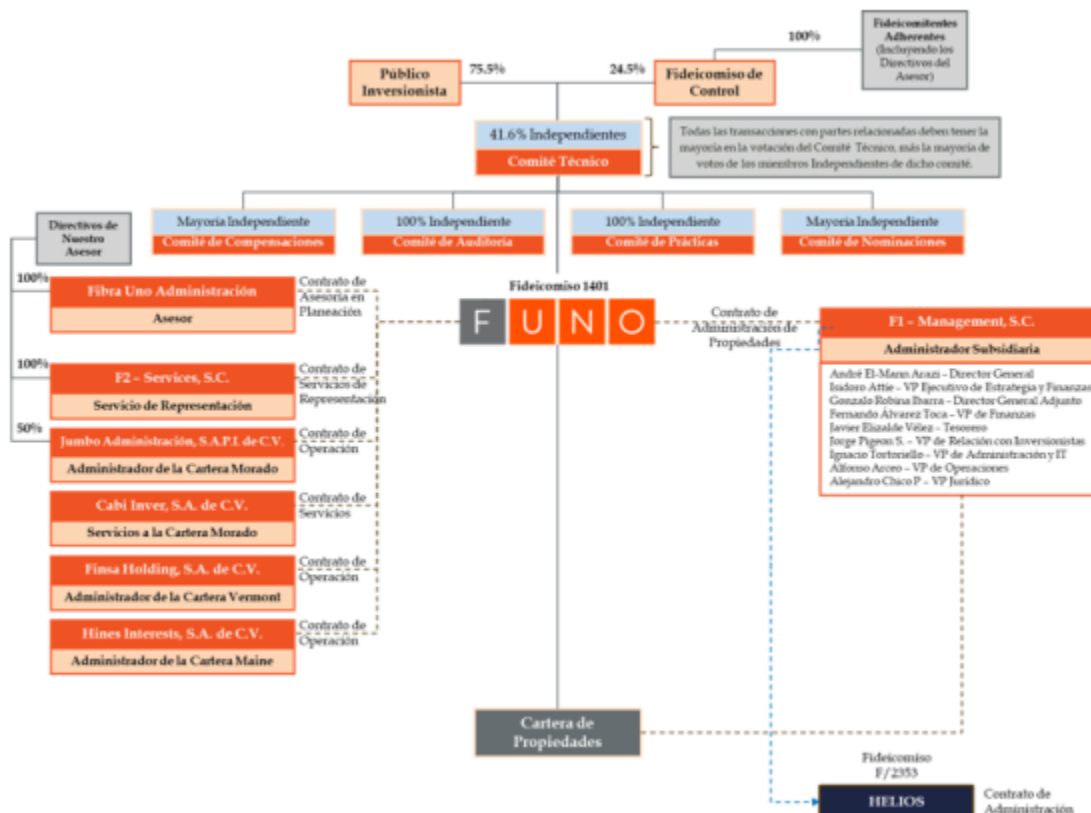 Fideicomitentes
Adherentes
(Incluyendo los
Directivos del
Asesor)
100%
Público
Inversionista
75.5%
24.5%
Fideicomiso de
Control
41.6% Independientes
Comité Técnico
Todas las transacciones con partes relacionadas deben tener la
mayoría en la votación del Comité Técnico, más la mayoría de
votos de los miembros Independientes de dicho comité.
Directivos de
Nuestro
Asesor
Mayoría Independiente
Comité de Compensaciones
100% Independiente
Comité de Auditoría
100% Independiente
Comité de Prácticas
Mayoría Independiente
Comité de Nominaciones
100%
Fibra Uno Administración
Asesor
Contrato de
Asesoría en
Planeación
Fideicomiso 1401
FUNO
Contrato de
Administración de
Propiedades
F1 – Management, S.C.
Administrador Subsidiaria
André El-Mann Arazi – Director General
Isidoro Attie – VP Ejecutivo de Estrategia y Finanzas
Gonzalo Robina Ibarra – Director General Adjunto
Fernando Álvarez Toca – VP de Finanzas
Javier Elizalde Vélez – Tesorero
Jorge Pigeon S. – VP de Relación con Inversionistas
Ignacio Tortoriello – VP de Administración y IT
Alfonso Arceo – VP de Operaciones
Alejandro Chico P – VP Jurídico
100%
F2 – Services, S.C.
Servicio de Representación
Contrato de
Servicios de
Representación
50%
Jumbo Administración, S.A.P.I. de C.V.
Administrador de la Cartera Morado
Contrato de
Operación
Cabi Inver, S.A. de C.V.
Servicios a la Cartera Morado
Contrato de
Servicios
Finsa Holding, S.A. de C.V.
Administrador de la Cartera Vermont
Contrato de
Operación
Hines Interests, S.A. de C.V.
Administrador de la Cartera Maine
Contrato de
Operación
Cartera de
Propiedades
Fideicomiso
F/2353
HELIOS
Contrato de
Administración